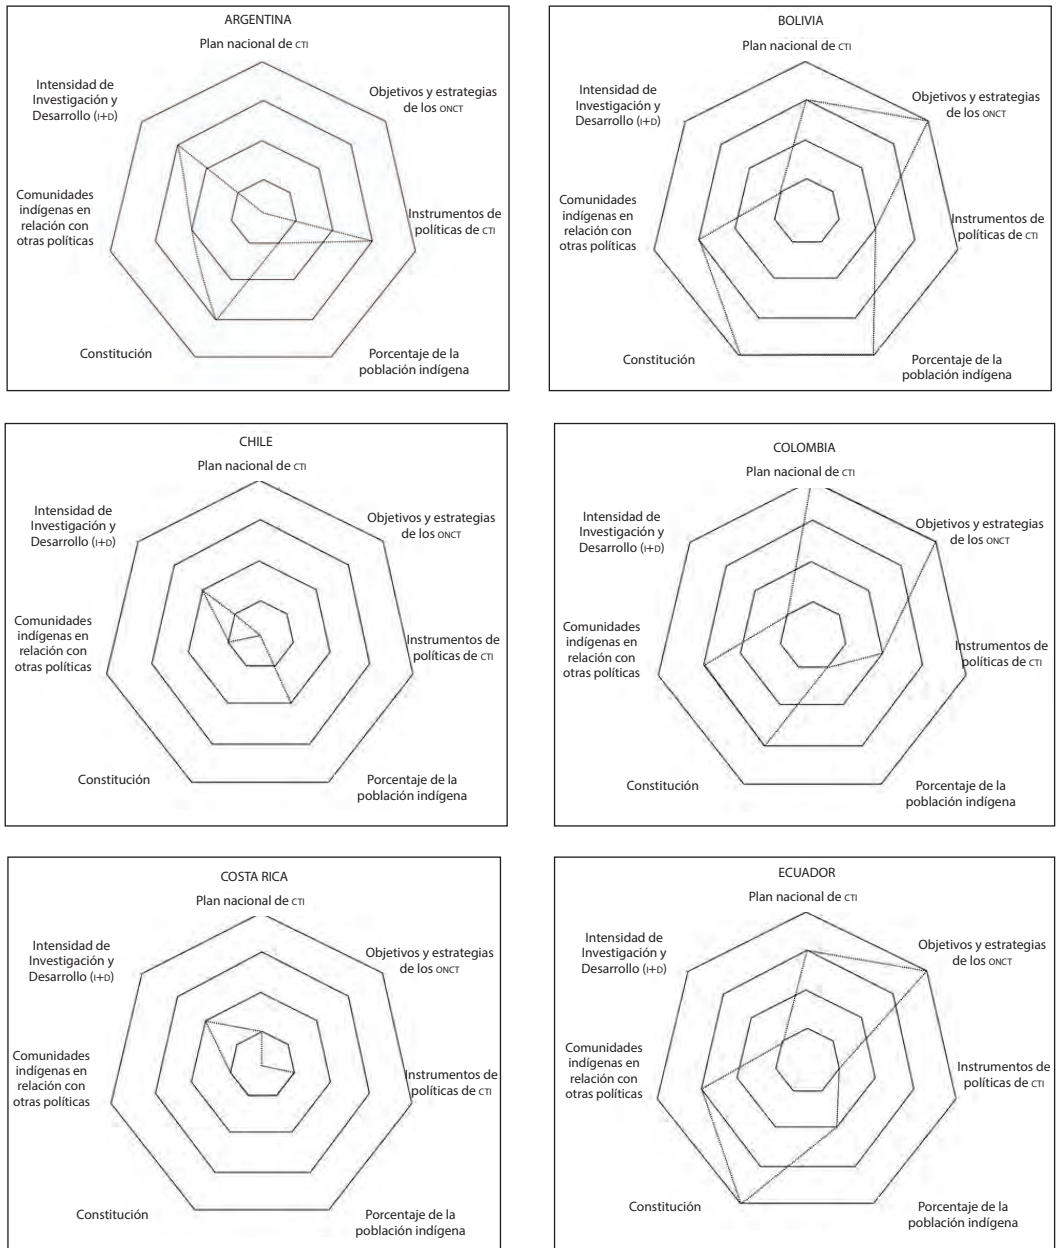 ARGENTINA
Plan nacional de CTI
Objetivos y estrategias
de los ONCT
Instrumentos de
políticas de CTI
Porcentaje de la
población indígena
Constitución
Comunidades
indígenas en
relación con
otras políticas
Intensidad de
Investigación y
Desarrollo (I+D)
BOLIVIA
Plan nacional de CTI
Objetivos y estrategias
de los ONCT
Instrumentos de
políticas de CTI
Porcentaje de la
población indígena
Constitución
Comunidades
indígenas en
relación con
otras políticas
Intensidad de
Investigación y
Desarrollo (I+D)
CHILE
Plan nacional de CTI
Objetivos y estrategias
de los ONCT
Instrumentos de
políticas de CTI
Porcentaje de la
población indígena
Constitución
Comunidades
indígenas en
relación con
otras políticas
Intensidad de
Investigación y
Desarrollo (I+D)
COLOMBIA
Plan nacional de CTI
Objetivos y estrategias
de los ONCT
Instrumentos de
políticas de CTI
Porcentaje de la
población indígena
Constitución
Comunidades
indígenas en
relación con
otras políticas
Intensidad de
Investigación y
Desarrollo (I+D)
COSTA RICA
Plan nacional de CTI
Objetivos y estrategias
de los ONCT
Instrumentos de
políticas de CTI
Porcentaje de la
población indígena
Constitución
Comunidades
indígenas en
relación con
otras políticas
Intensidad de
Investigación y
Desarrollo (I+D)
ECUADOR
Plan nacional de CTI
Objetivos y estrategias
de los ONCT
Instrumentos de
políticas de CTI
Porcentaje de la
población indígena
Constitución
Comunidades
indígenas en
relación con
otras políticas
Intensidad de
Investigación y
Desarrollo (I+D)